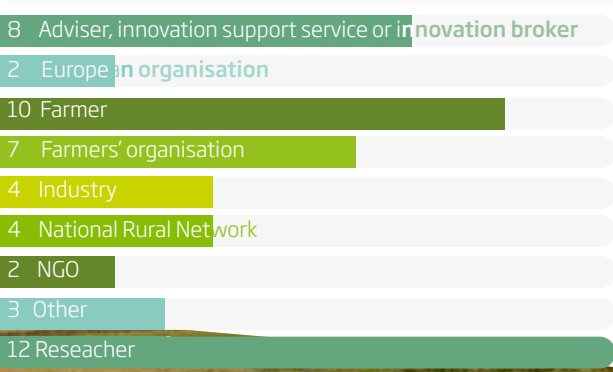 8 Adviser, innovation support service or innovation broker
2 European organisation
10 Farmer
7 Farmers' organisation
4 Industry
4 National Rural Network
2 NGO
3 Other
12 Reseacher